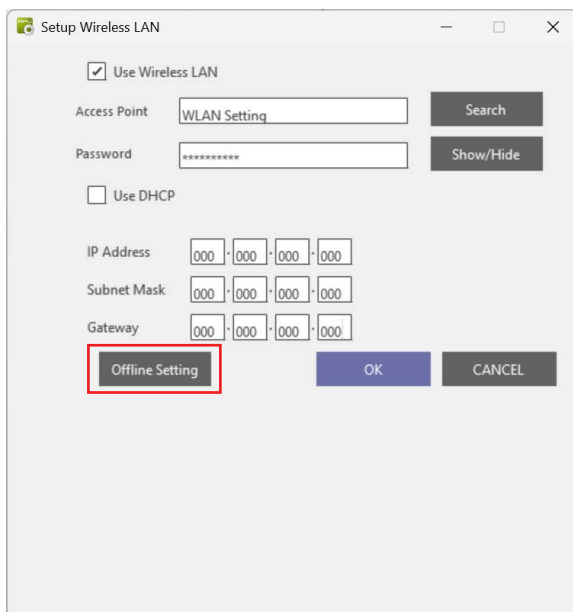 Setup Wireless LAN
Use Wireless LAN
Access Point WLAN Setting Search
Password ********** Show/Hide
Use DHCP
IP Address 000 . 000 . 000 . 000
Subnet Mask 000 . 000 . 000 . 000
Gateway 000 . 000 . 000 . 000
Offline Setting OK CANCEL